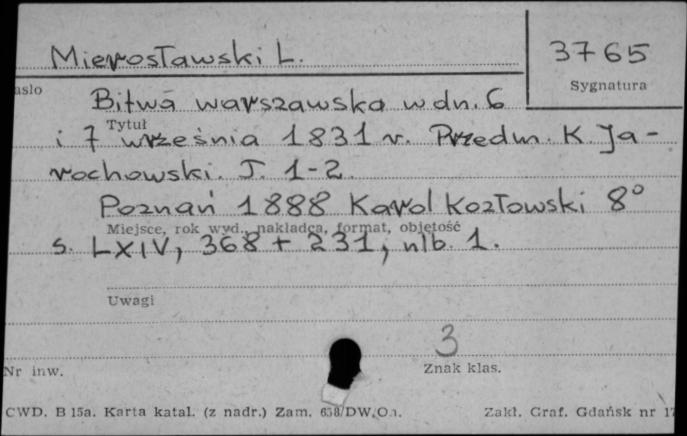 Mierosławski L.
3765
Sygnatura
asło
Bitwa warszawska w dn. 6
Tytuł
i 7 września 1831 r. Przedm. K. Ja-
rochowski. T. 1-2.
Poznań 1888 Karol Kozłowski 8°
Miejsce, rok wyd., nakładca, format, objętość
s. LXIV, 368 + 231, nlb. 1.
Uwagi
3
Nr inw.
Znak klas.
CWD. B 15a. Karta katal. (z nadr.) Zam. 658/DW/O.
Zakł. Graf. Gdańsk nr 17